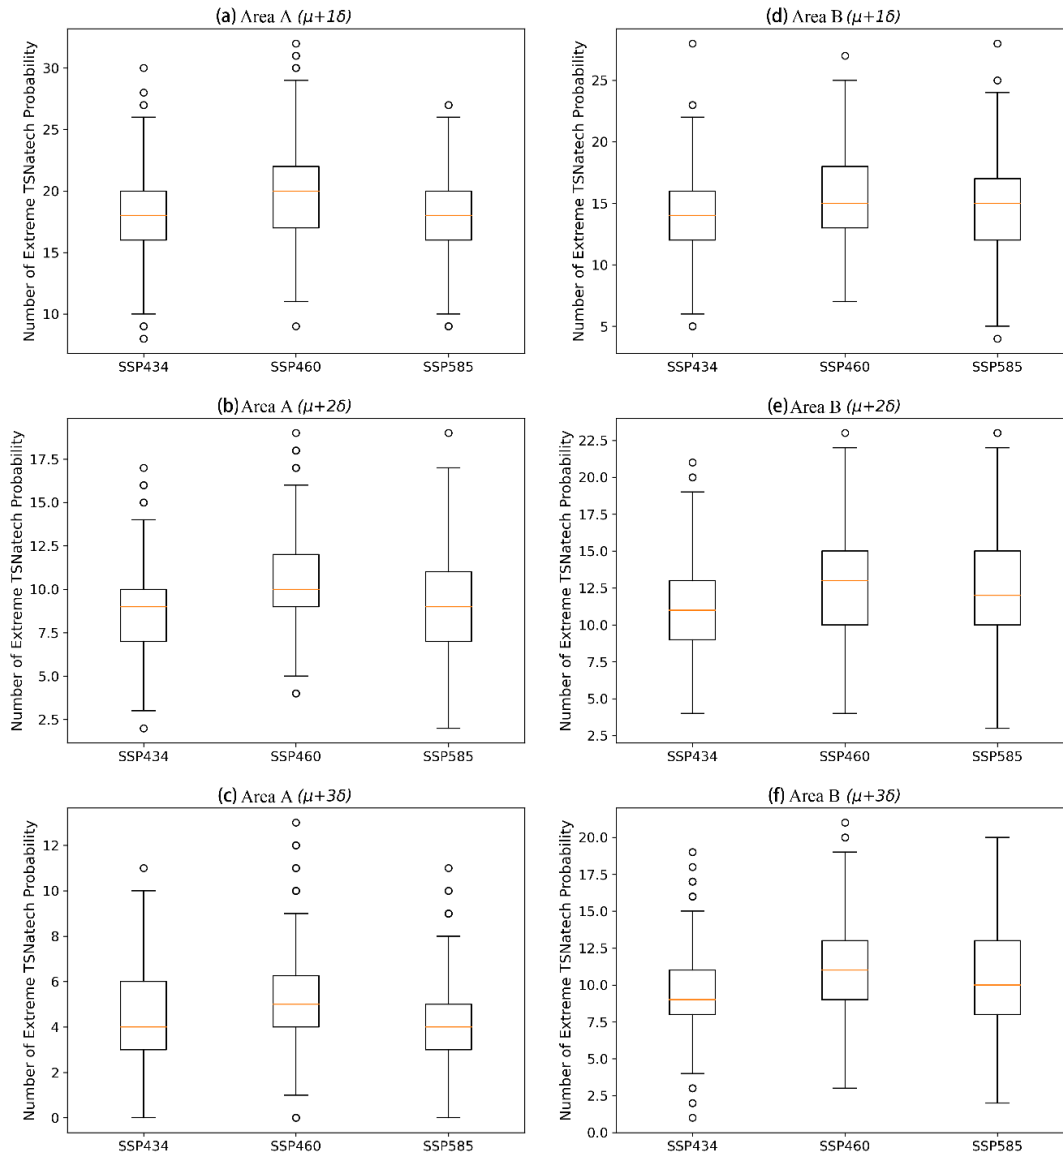 (a) Area A (μ+1δ)
Number of Extreme TSNatech Probability
30
25
20
15
10
SSP434 SSP460 SSP585
(d) Area B (μ+1δ)
Number of Extreme TSNatech Probability
25
20
15
10
5
SSP434 SSP460 SSP585
(b) Area A (μ+2δ)
Number of Extreme TSNatech Probability
17.5
15.0
12.5
10.0
7.5
5.0
2.5
SSP434 SSP460 SSP585
(e) Area B (μ+2δ)
Number of Extreme TSNatech Probability
22.5
20.0
17.5
15.0
12.5
10.0
7.5
5.0
2.5
SSP434 SSP460 SSP585
(c) Area A (μ+3δ)
Number of Extreme TSNatech Probability
12
10
8
6
4
2
0
SSP434 SSP460 SSP585
(f) Area B (μ+3δ)
Number of Extreme TSNatech Probability
20.0
17.5
15.0
12.5
10.0
7.5
5.0
2.5
0.0
SSP434 SSP460 SSP585